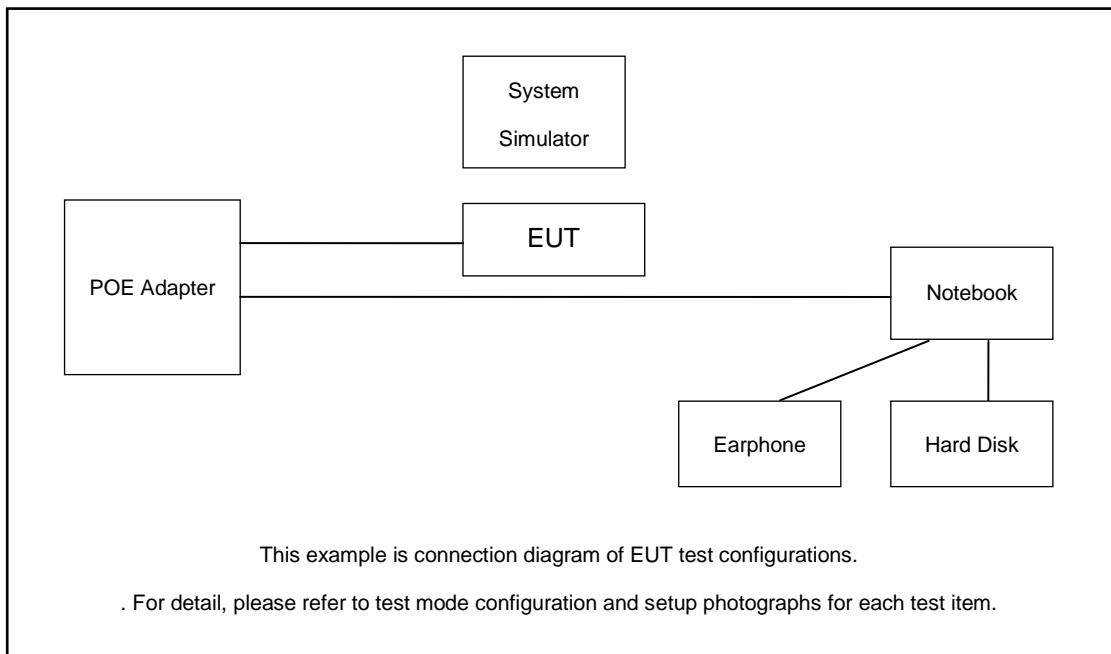 System
Simulator
EUT
POE Adapter
Notebook
Earphone
Hard Disk
This example is connection diagram of EUT test configurations.
. For detail, please refer to test mode configuration and setup photographs for each test item.